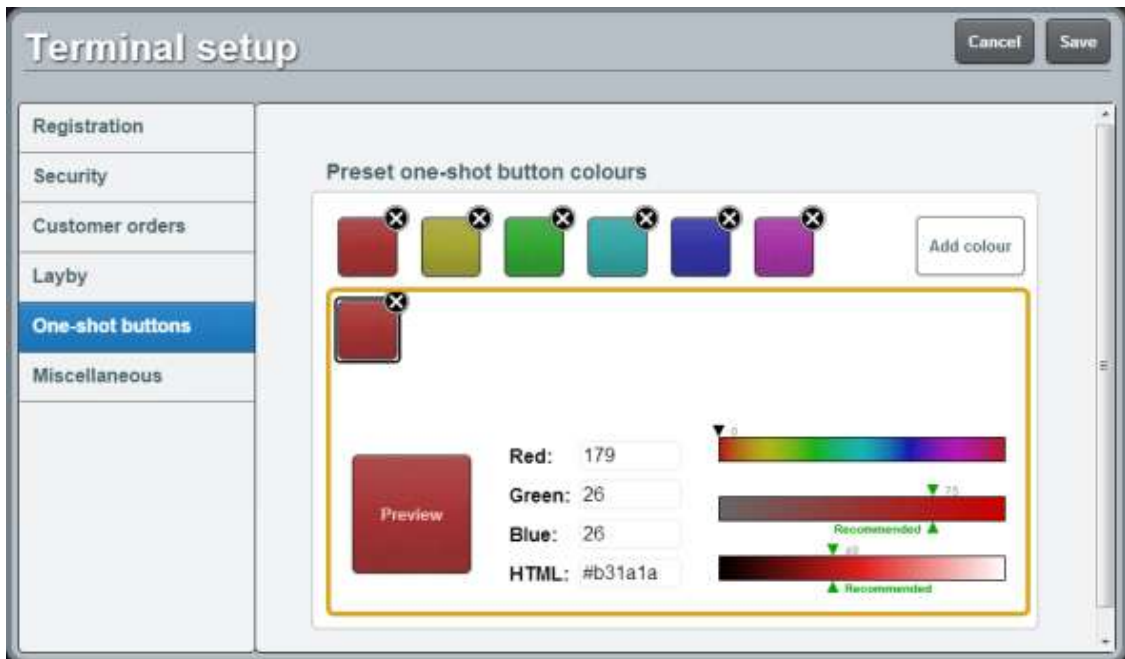 Terminal setup
Cancel
Save
Registration
Security
Customer orders
Layby
One-shot buttons
Miscellaneous
Preset one-shot button colours
Add colour
Preview
Red: 179
Green: 26
Blue: 26
HTML: #b31a1a
0
75
Recommended
Recommended